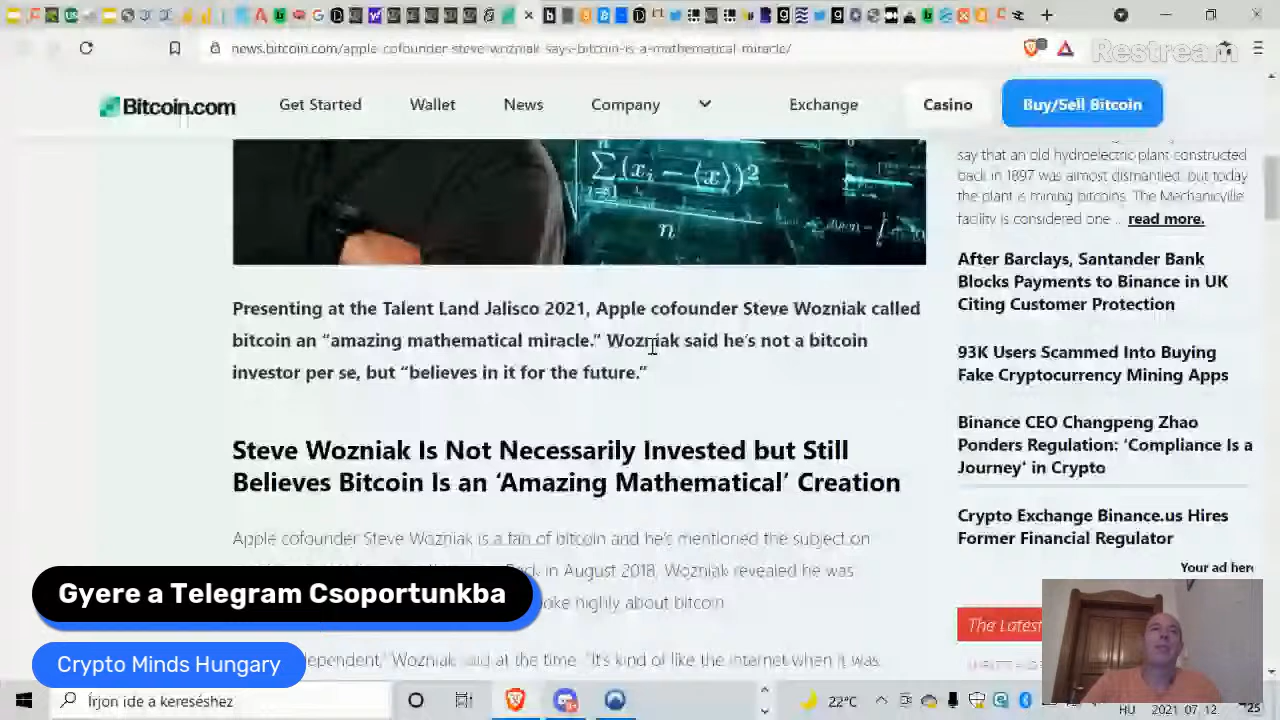 news.bitcoin.com/apple-cofounder-steve-wozniak-says-bitcoin-is-a-mathematical-miracle/
Restream
Bitcoin.com
Get Started
Wallet
News
Company
Exchange
Casino
Buy/Sell Bitcoin
say that an old hydroelectric plant constructed
back in 1897 was almost dismantled, but today
the plant is mining bitcoins. The Mechanicville
facility is considered one ... read more.
After Barclays, Santander Bank
Blocks Payments to Binance in UK
Citing Customer Protection
93K Users Scammed Into Buying
Fake Cryptocurrency Mining Apps
Binance CEO Changpeng Zhao
Ponders Regulation: ‘Compliance Is a
Journey’ in Crypto
Crypto Exchange Binance.us Hires
Former Financial Regulator
Your ad here
The Latest
Presenting at the Talent Land Jalisco 2021, Apple cofounder Steve Wozniak called
bitcoin an “amazing mathematical miracle.” Wozniak said he’s not a bitcoin
investor per se, but “believes in it for the future.”
Steve Wozniak Is Not Necessarily Invested but Still
Believes Bitcoin Is an ‘Amazing Mathematical’ Creation
Apple cofounder Steve Wozniak is a fan of bitcoin and he’s mentioned the subject on
in August 2018, Wozniak revealed he was
highly about bitcoin.
Wozniak said at the time. “It’s kind of like the internet when it was
Gyere a Telegram Csoportunkba
Crypto Minds Hungary
Írjon ide a kereséshez
22°C
HU
2021. 07. 12.
25